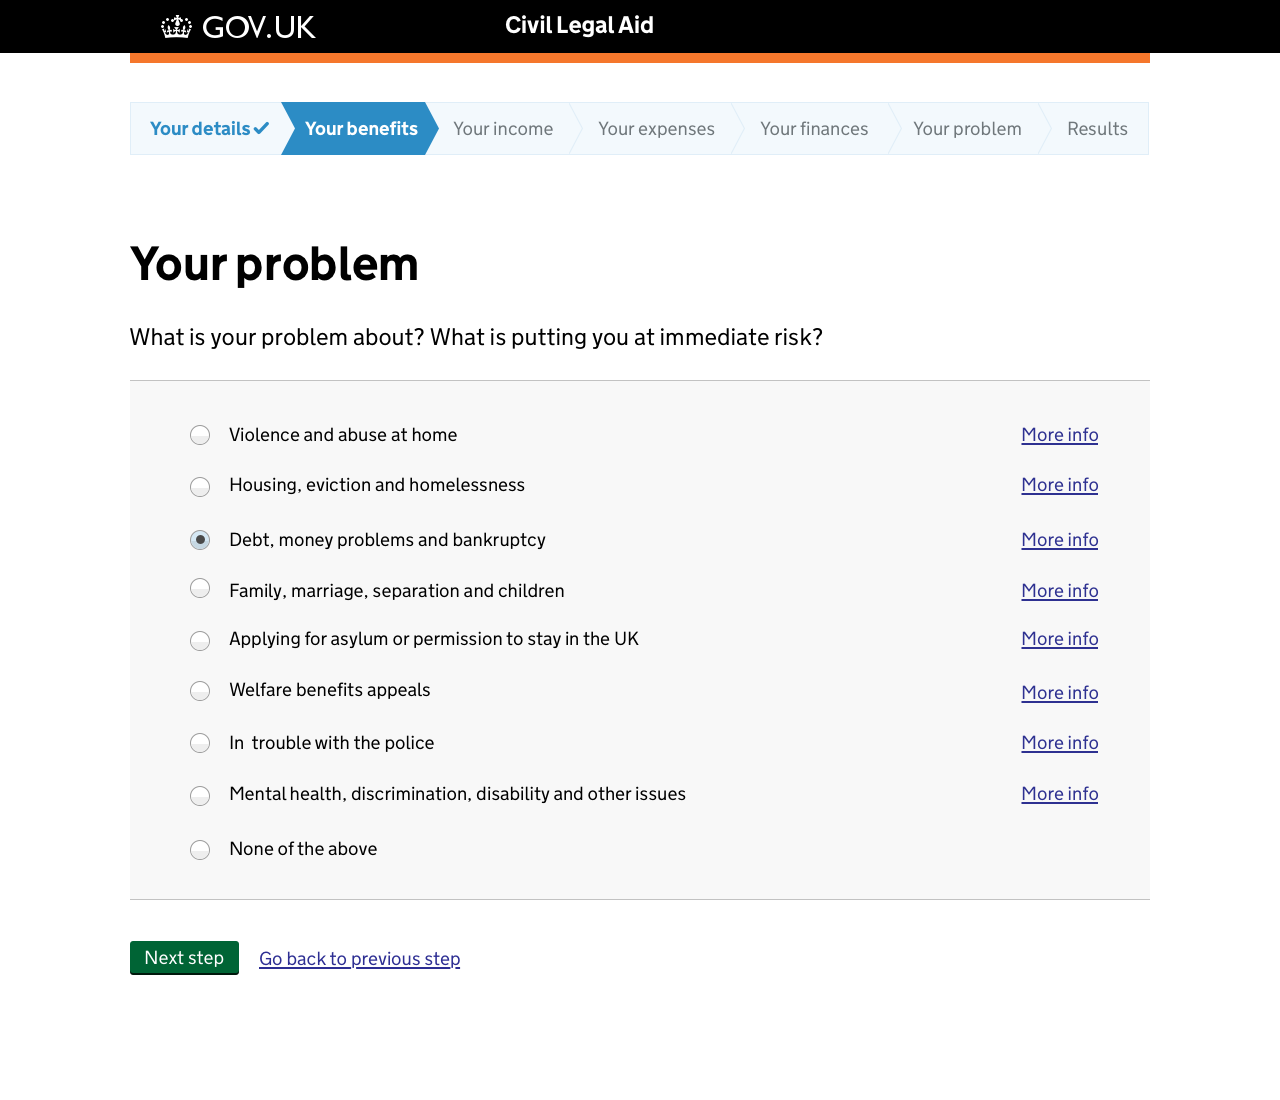 GOV.UK Civil Legal Aid
Your details Your benefits Your income Your expenses Your finances Your problem Results
Your problem
What is your problem about? What is putting you at immediate risk?
Violence and abuse at home More info
Housing, eviction and homelessness More info
Debt, money problems and bankruptcy More info
Family, marriage, separation and children More info
Applying for asylum or permission to stay in the UK More info
Welfare benefits appeals More info
In trouble with the police More info
Mental health, discrimination, disability and other issues More info
None of the above
Next step Go back to previous step